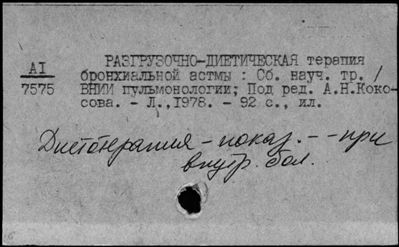 РАЗГРУЗОЧНО-ДИЕТИЧЕСКАЯ терапия
АI бронхиальной астмы : Сб. науч. тр. /
7575 ВНИИ пульмонологии; Под ред. А.Н.Коко-
сова. - Л.,1978. - 92 с., ил.
Диетотерапия - показ. - - при
внутр. бол.